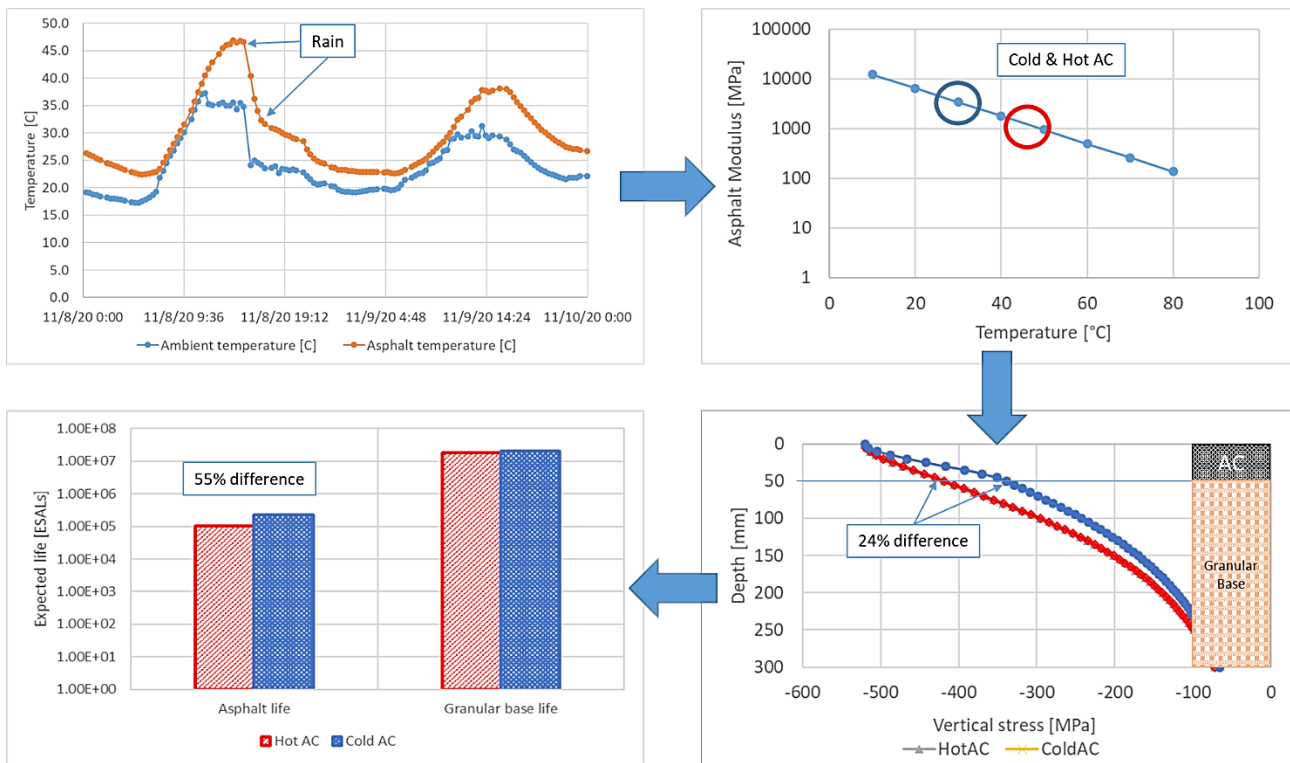 50.0
45.0
40.0
35.0
30.0
25.0
20.0
15.0
10.0
5.0
0.0
Temperature [C]
Rain
11/8/20 0:00 11/8/20 9:36 11/8/20 19:12 11/9/20 4:48 11/9/20 14:24 11/10/20 0:00
Ambient temperature [C] Asphalt temperature [C]
100000
10000
1000
100
10
1
Asphalt Modulus [MPa]
Cold & Hot AC
0 20 40 60 80 100
Temperature [°C]
1.00E+08
1.00E+07
1.00E+06
1.00E+05
1.00E+04
1.00E+03
1.00E+02
1.00E+01
1.00E+00
Expected life [ESALs]
55% difference
Asphalt life Granular base life
Hot AC Cold AC
0
50
100
150
200
250
300
Depth [mm]
AC
24% difference
Granular
Base
-600 -500 -400 -300 -200 -100 0
Vertical stress [MPa]
HotAC ColdAC